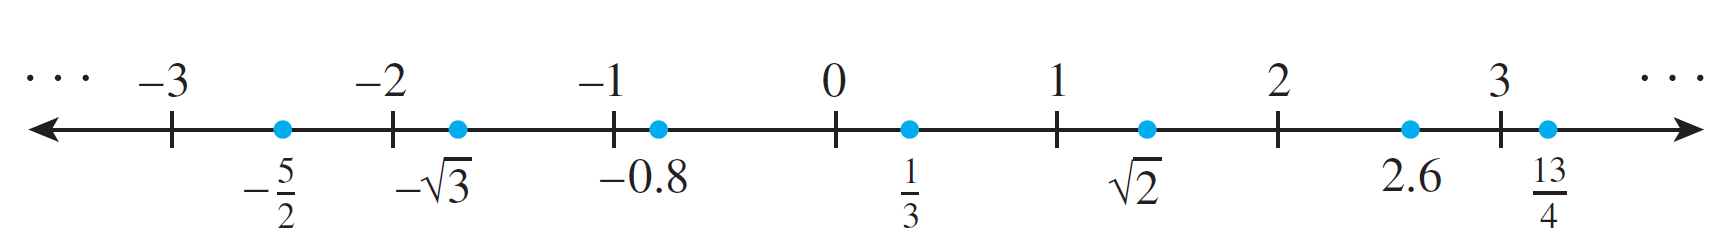 · · · –3 –2 –1 0 1 2 3 · · ·
–5/2 –√3 –0.8 1/3 √2 2.6 13/4